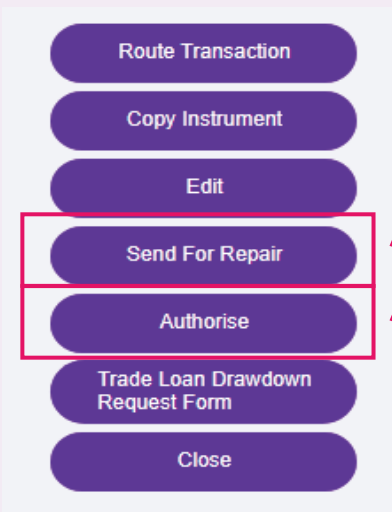 Route Transaction
Copy Instrument
Edit
Send For Repair
Authorise
Trade Loan Drawdown
Request Form
Close